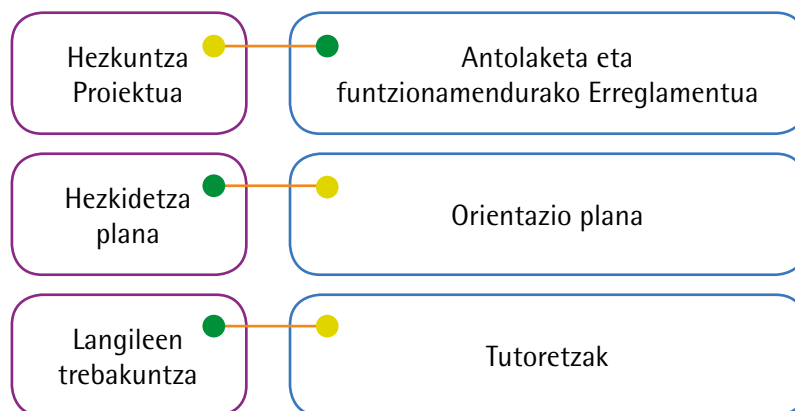 Hezkuntza
Proiektua
Antolaketa eta
funtzionamendurako Erreglamentua
Hezkidetza
plana
Orientazio plana
Langileen
trebakuntza
Tutoretzak